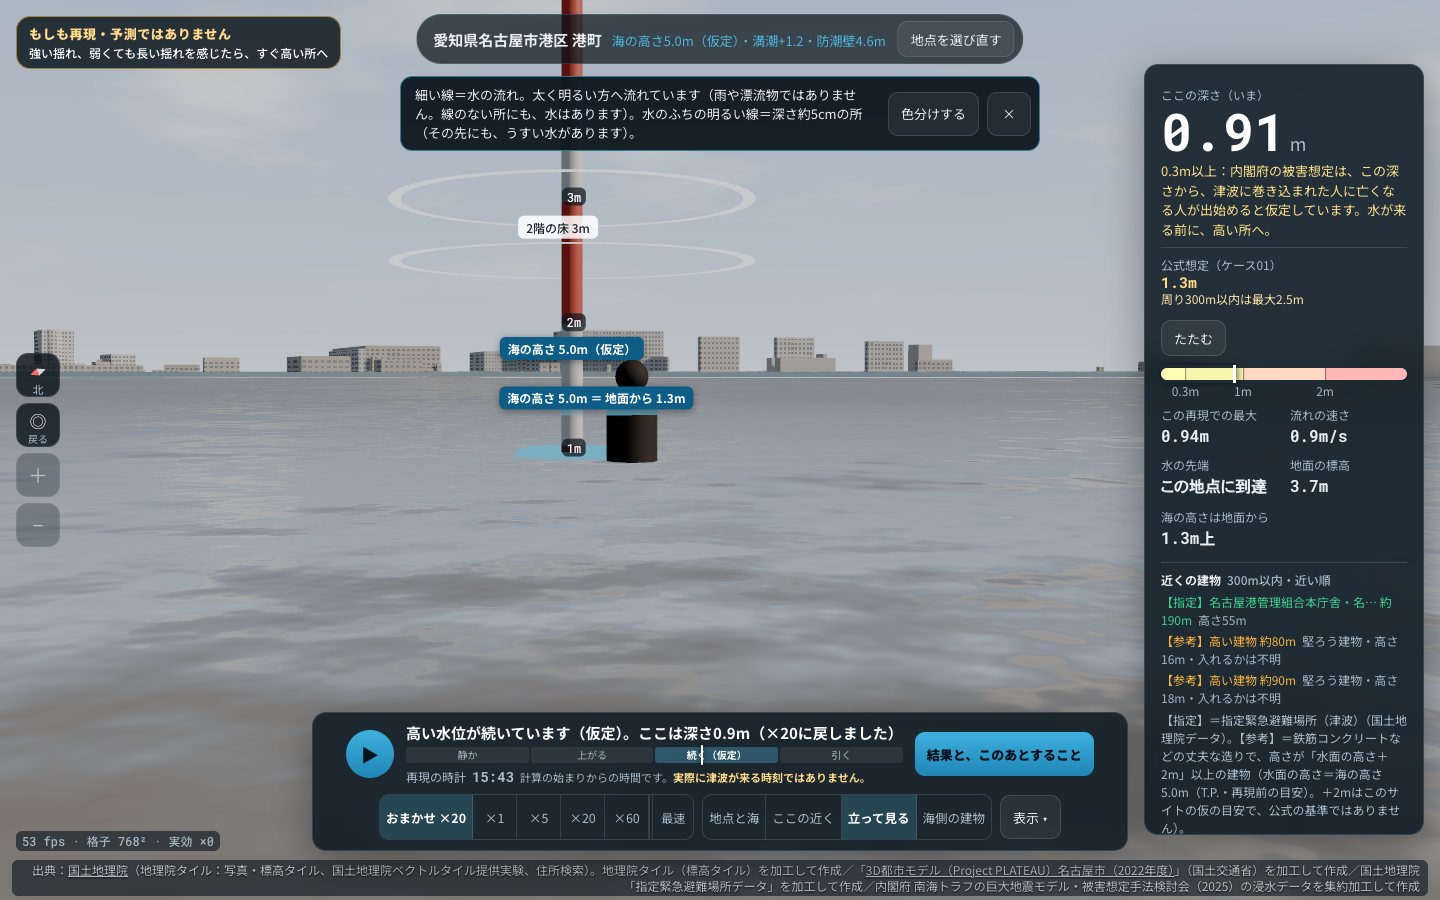 もしも再現・予測ではありません
強い揺れ、弱くても長い揺れを感じたら、すぐ高い所へ
愛知県名古屋市港区 港町 海の高さ5.0m（仮定）・満潮+1.2・防潮壁4.6m 地点を選び直す
細い線＝水の流れ。太く明るい方へ流れています（雨や漂流物ではありませ
ん。線のない所にも、水はあります）。水のふちの明るい線＝深さ約5cmの所
（その先にも、うすい水があります）。
色分けする ×
3m
2階の床 3m
2m
海の高さ 5.0m（仮定）
海の高さ 5.0m ＝ 地面から 1.3m
1m
北
戻る
＋
－
ここの深さ（いま）
0.91 m
0.3m以上：内閣府の被害想定は、この深
さから、津波に巻き込まれた人に亡くな
る人が出始めると仮定しています。水が来
る前に、高い所へ。
公式想定（ケース01）
1.3m
周り300m以内は最大2.5m
たたむ
0.3m 1m 2m
この再現での最大 流れの速さ
0.94m 0.9m/s
水の先端 地面の標高
この地点に到達 3.7m
海の高さは地面から
1.3m上
近くの建物 300m以内・近い順
【指定】名古屋港管理組合本庁舎・名… 約
190m 高さ55m
【参考】高い建物 約80m 堅ろう建物・高さ
16m・入れるかは不明
【参考】高い建物 約90m 堅ろう建物・高さ
18m・入れるかは不明
【指定】＝指定緊急避難場所（津波）（国土地
理院データ）。【参考】＝鉄筋コンクリートな
どの丈夫な造りで、高さが「水面の高さ＋
2m」以上の建物（水面の高さ＝海の高さ
5.0m（T.P.・再現前の目安）。＋2mはこのサ
イトの仮の目安で、公式の基準ではありませ
ん）。
高い水位が続いています（仮定）。ここは深さ0.9m（×20に戻しました）
静か 上がる 続く（仮定） 引く
再現の時計 15:43 計算の始まりからの時間です。実際に津波が来る時刻ではありません。
結果と、このあとすること
おまかせ ×20 ×1 ×5 ×20 ×60 最速 地点と海 ここの近く 立って見る 海側の建物 表示 ▾
53 fps · 格子 768² · 実効 ×0
出典：国土地理院（地理院タイル：写真・標高タイル、国土地理院ベクトルタイル提供実験、住所検索）。地理院タイル（標高タイル）を加工して作成／「3D都市モデル（Project PLATEAU）名古屋市（2022年度）」（国土交通省）を加工して作成／国土地理院
「指定緊急避難場所データ」を加工して作成／内閣府 南海トラフの巨大地震モデル・被害想定手法検討会（2025）の浸水データを集約加工して作成